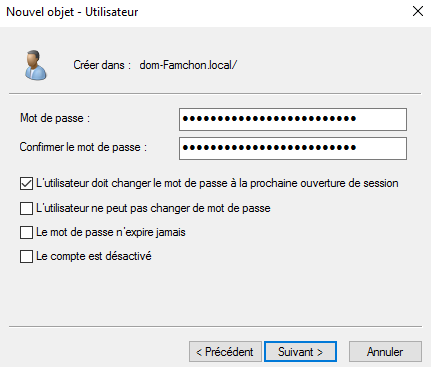 Nouvel objet - Utilisateur
Créer dans : dom-Famchon.local/
Mot de passe : ●●●●●●●●●●●●●●●●●●●●●●●●●
Confirmer le mot de passe : ●●●●●●●●●●●●●●●●●●●●●●●●●
L'utilisateur doit changer le mot de passe à la prochaine ouverture de session
L'utilisateur ne peut pas changer de mot de passe
Le mot de passe n'expire jamais
Le compte est désactivé
< Précédent Suivant > Annuler